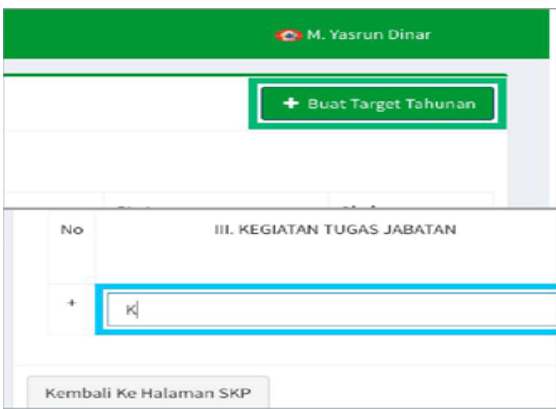 M. Yasrun Dinar
+ Buat Target Tahunan
No
III. KEGIATAN TUGAS JABATAN
+
K
Kembali Ke Halaman SKP